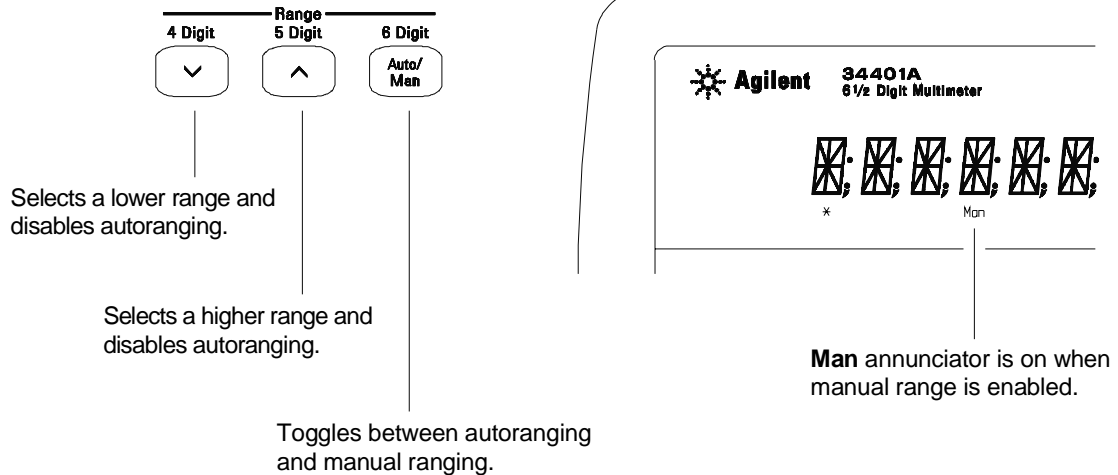 Range
4 Digit 5 Digit 6 Digit
Auto/
Man
Selects a lower range and
disables autoranging.
Selects a higher range and
disables autoranging.
Toggles between autoranging
and manual ranging.
Agilent
34401A
6½ Digit Multimeter
*
Man
Man annunciator is on when
manual range is enabled.